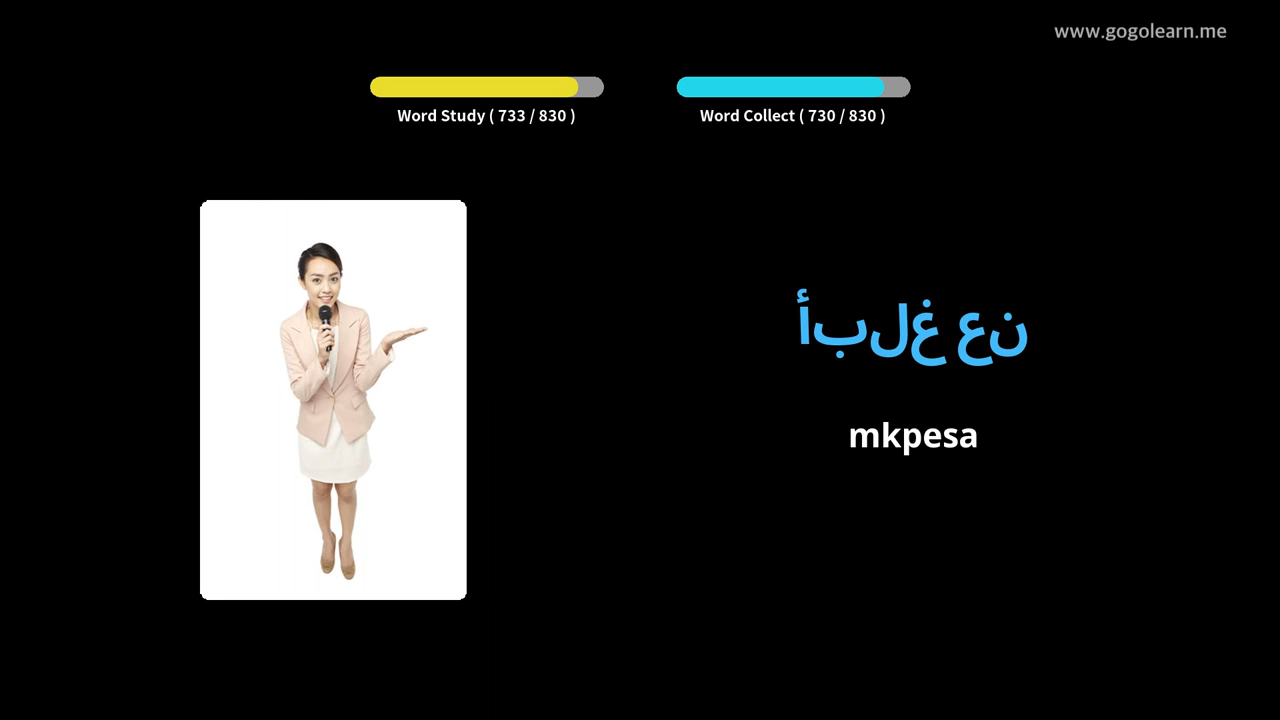 www.gogolearn.me
Word Study ( 733 / 830 )
Word Collect ( 730 / 830 )
أبلغ عن
mkpesa